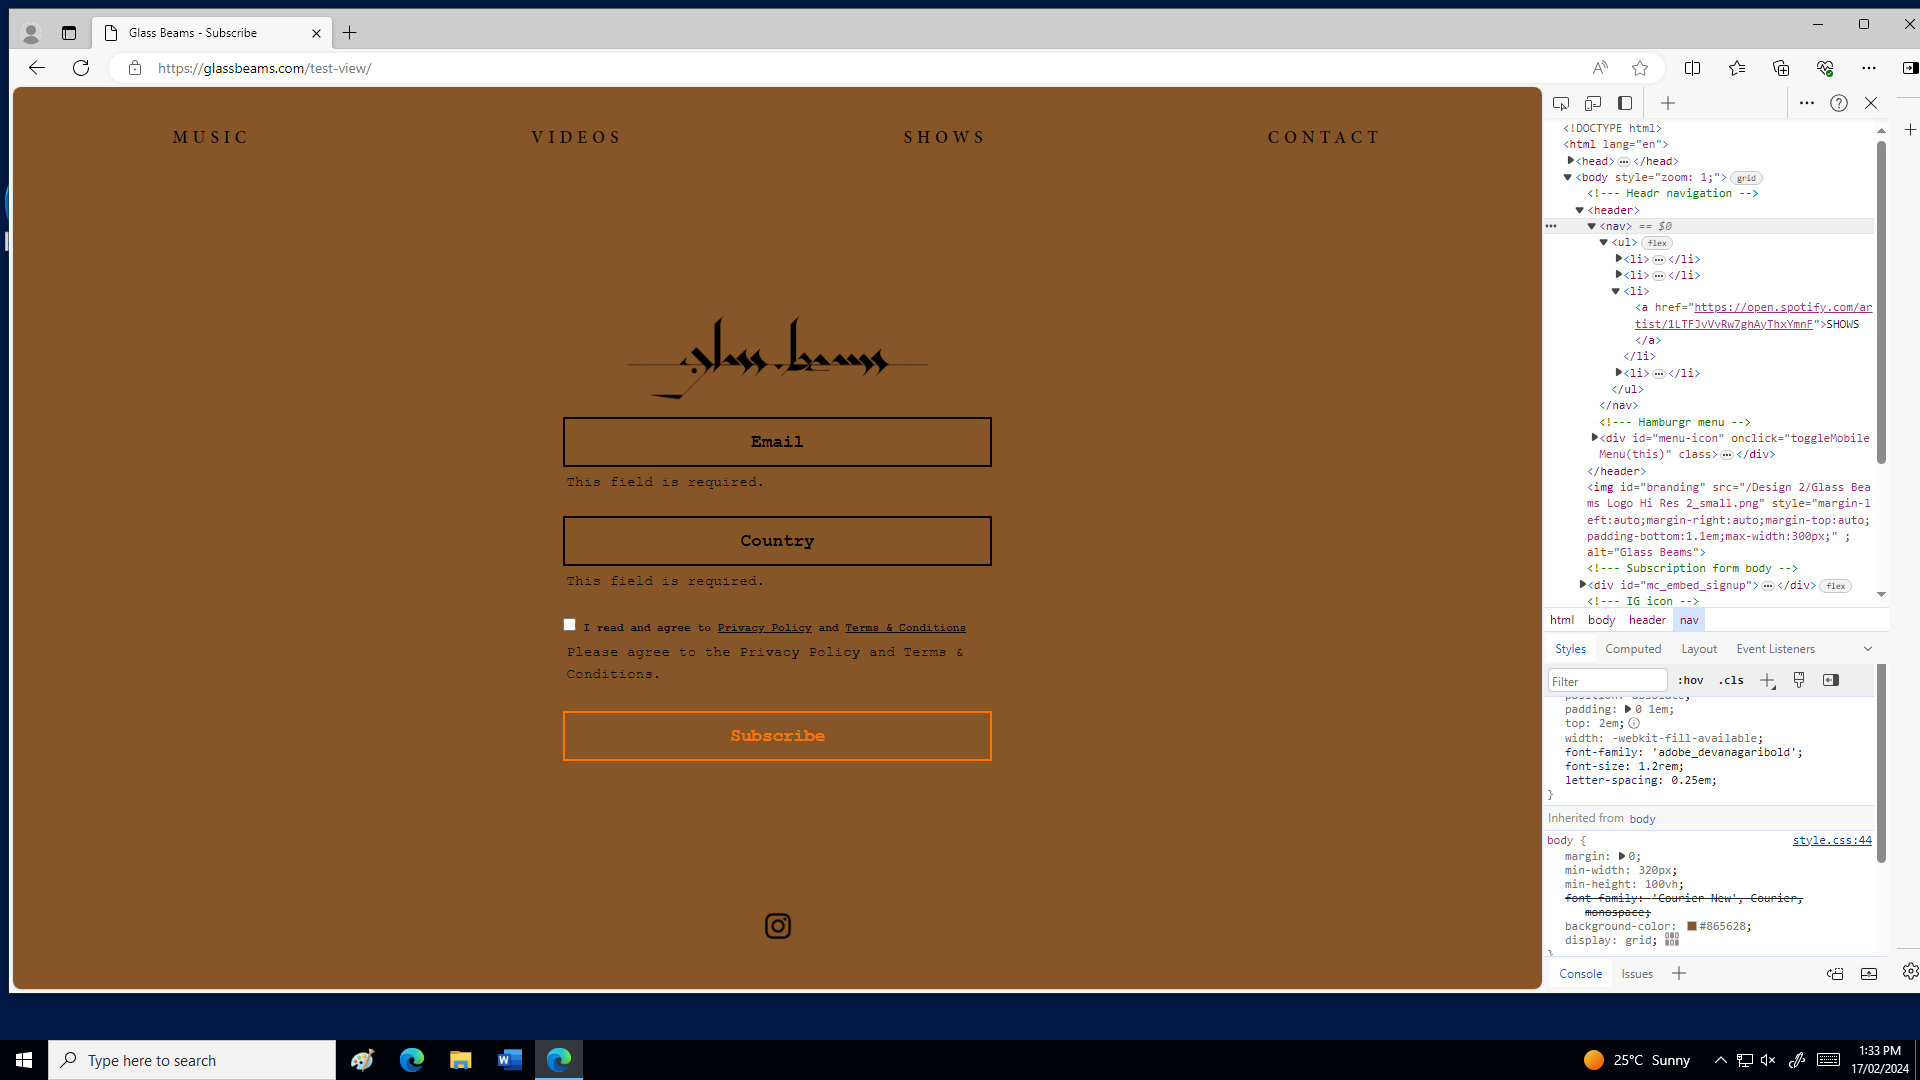 Glass Beams - Subscribe
https://glassbeams.com/test-view/
MUSIC VIDEOS SHOWS CONTACT
glass beams
Email
This field is required.
Country
This field is required.
I read and agree to Privacy Policy and Terms & Conditions
Please agree to the Privacy Policy and Terms &
Conditions.
Subscribe
<!DOCTYPE html>
<html lang="en">
<head> ••• </head>
<body style="zoom: 1;"> grid
<!--- Headr navigation -->
<header>
••• <nav> == $0
<ul> flex
<li> ••• </li>
<li> ••• </li>
<li>
<a href="https://open.spotify.com/ar
tist/1LTFJvVvRw7ghAyThxYmnF">SHOWS
</a>
</li>
<li> ••• </li>
</ul>
</nav>
<!--- Hamburgr menu -->
<div id="menu-icon" onclick="toggleMobile
Menu(this)" class> ••• </div>
</header>
<img id="branding" src="/Design 2/Glass Bea
ms Logo Hi Res 2_small.png" style="margin-l
eft:auto;margin-right:auto;margin-top:auto;
padding-bottom:1.1em;max-width:300px;" ;
alt="Glass Beams">
<!--- Subscription form body -->
<div id="mc_embed_signup"> ••• </div> flex
<!--- IG icon -->
html body header nav
Styles Computed Layout Event Listeners
Filter :hov .cls
position: absolute;
padding: 0 1em;
top: 2em;
width: -webkit-fill-available;
font-family: 'adobe_devanagaribold';
font-size: 1.2rem;
letter-spacing: 0.25em;
}
Inherited from body
body { style.css:44
margin: 0;
min-width: 320px;
min-height: 100vh;
font-family: 'Courier New', Courier,
monospace;
background-color: #865628;
display: grid;
}
Console Issues
Type here to search
25°C Sunny
1:33 PM
17/02/2024